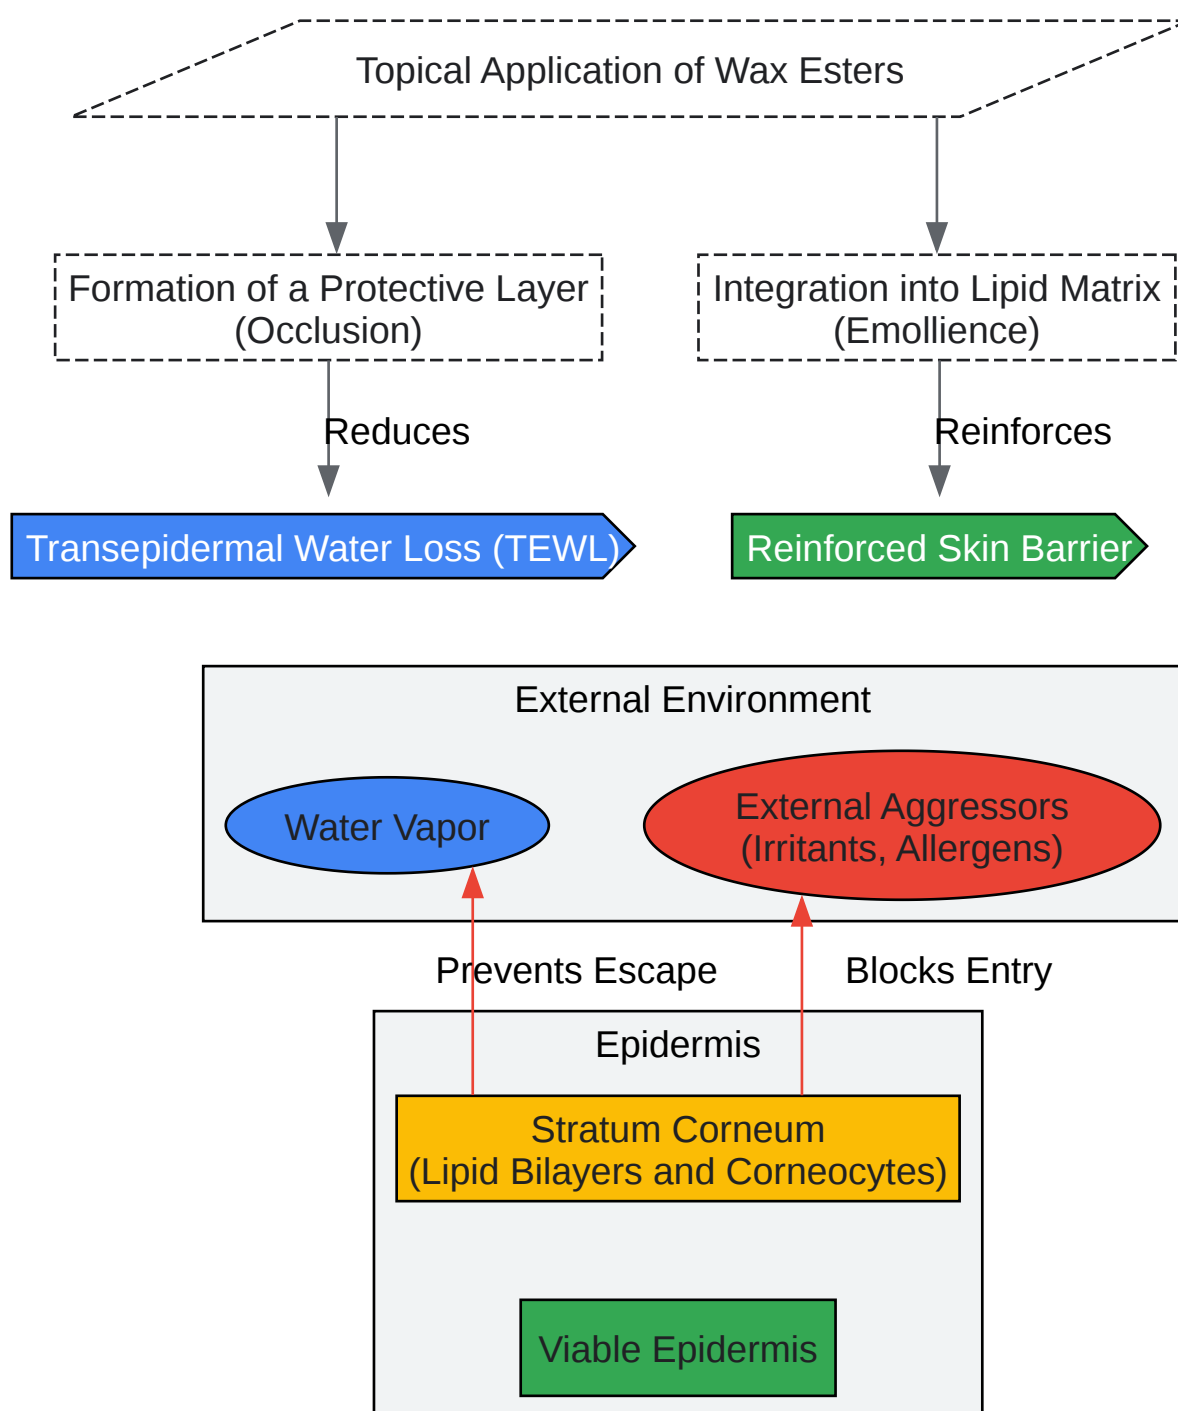 Topical Application of Wax Esters
Formation of a Protective Layer
(Occlusion)
Integration into Lipid Matrix
(Emollience)
Reduces
Reinforces
Transepidermal Water Loss (TEWL)
Reinforced Skin Barrier
External Environment
Water Vapor
External Aggressors
(Irritants, Allergens)
Prevents Escape
Blocks Entry
Epidermis
Stratum Corneum
(Lipid Bilayers and Corneocytes)
Viable Epidermis